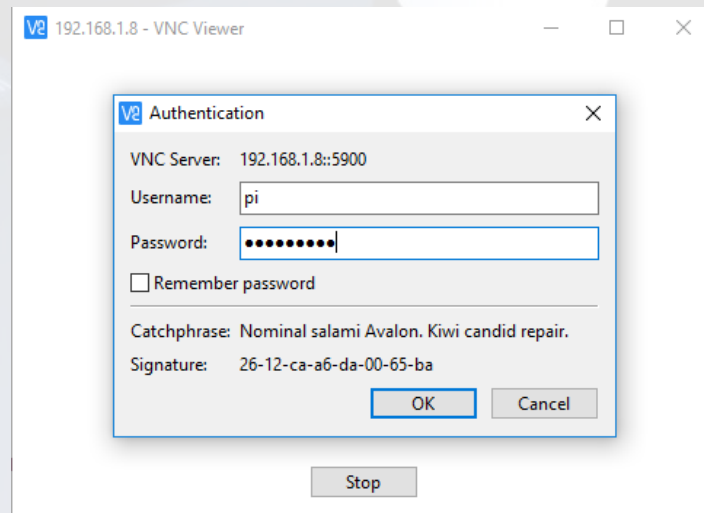 192.168.1.8 - VNC Viewer
Authentication
VNC Server: 192.168.1.8::5900
Username: pi
Password: •••••••••
Remember password
Catchphrase: Nominal salami Avalon. Kiwi candid repair.
Signature: 26-12-ca-a6-da-00-65-ba
OK Cancel
Stop